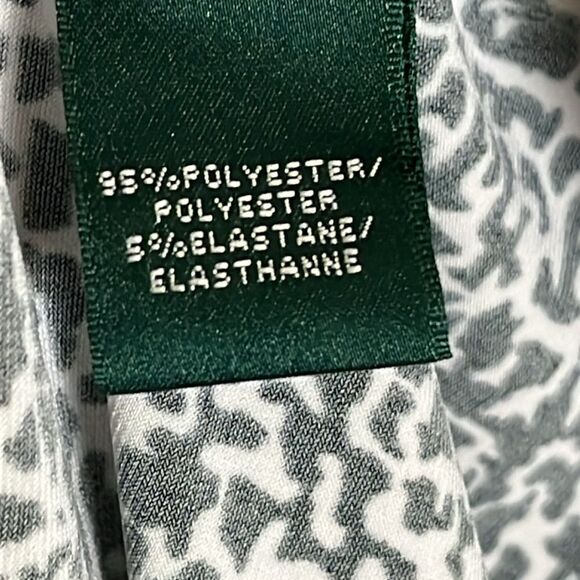 95%POLYESTER/
POLYESTER
5%ELASTANE/
ELASTHANNE